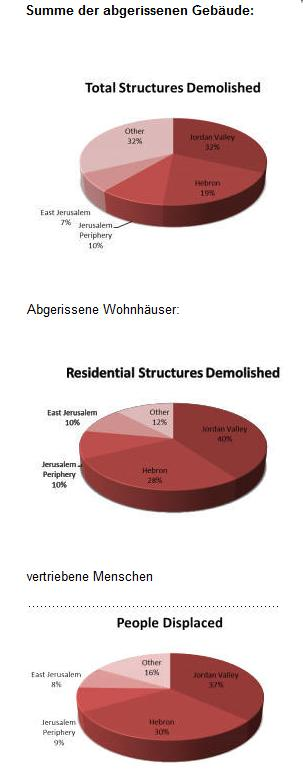 Summe der abgerissenen Gebäude:
Total Structures Demolished
Other
32%
Jordan Valley
32%
Hebron
19%
East Jerusalem
7%
Jerusalem
Periphery
10%
Abgerissene Wohnhäuser:
Residential Structures Demolished
East Jerusalem
10%
Other
12%
Jordan Valley
40%
Jerusalem
Periphery
10%
Hebron
28%
vertriebene Menschen
People Displaced
Other
16%
East Jerusalem
8%
Jordan Valley
37%
Jerusalem
Periphery
9%
Hebron
30%